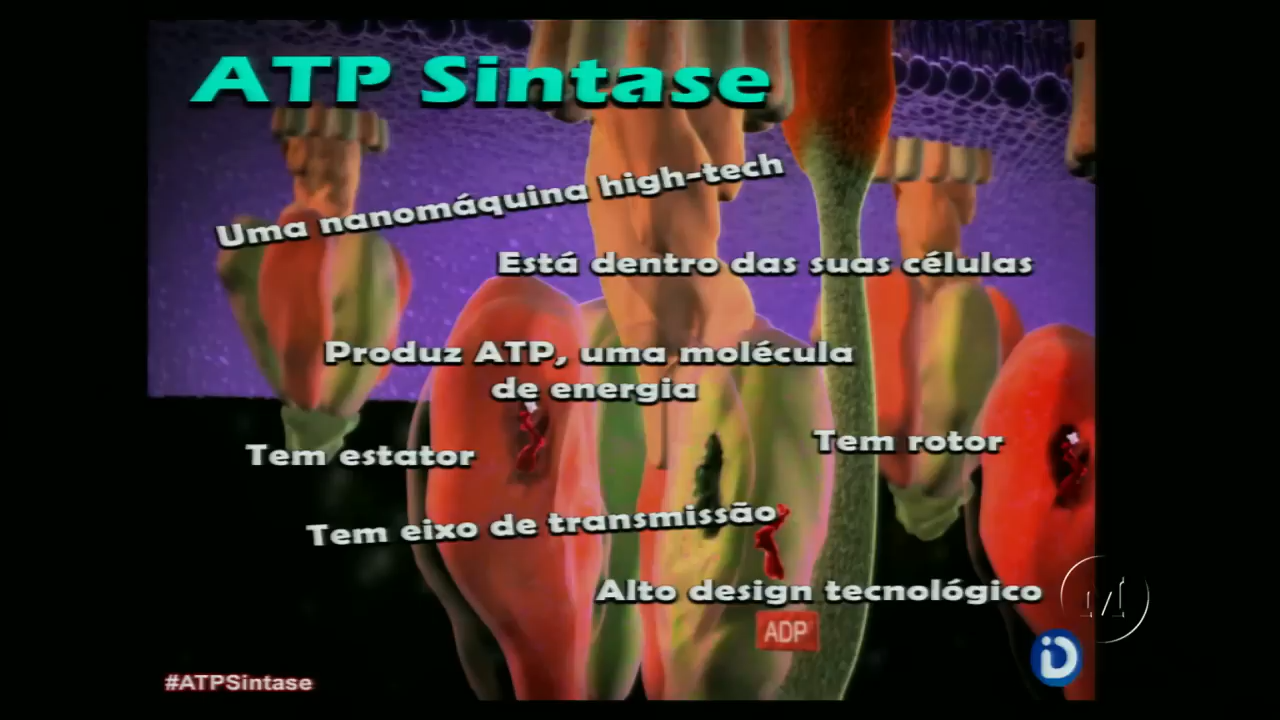 ATP Sintase
Uma nanomáquina high-tech
Está dentro das suas células
Produz ATP, uma molécula
de energia
Tem estator
Tem rotor
Tem eixo de transmissão
Alto design tecnológico
ADP
M
iD
#ATPSintase